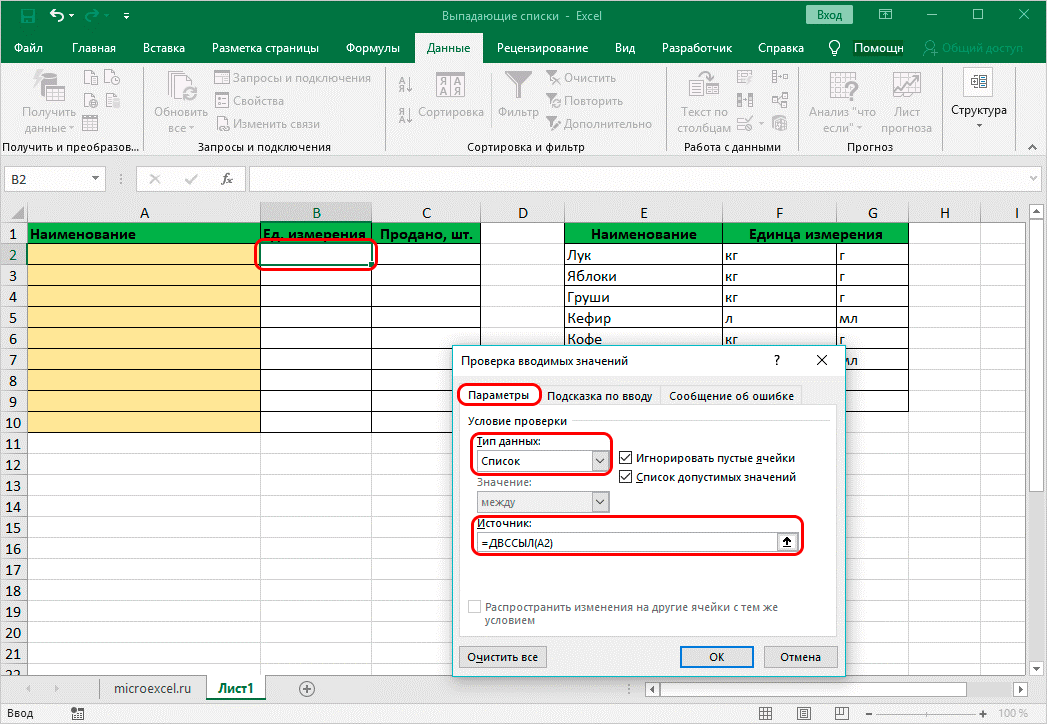 Выпадающие списки - Excel
Вход
Файл Главная Вставка Разметка страницы Формулы Данные Рецензирование Вид Разработчик Справка Помощн Общий доступ
Получить данные
Обновить все
Запросы и подключения
Свойства
Изменить связи
Сортировка
Фильтр
Очистить
Повторить
Дополнительно
Текст по столбцам
Анализ "что если"
Лист прогноза
Структура
Получить и преобразов...
Запросы и подключения
Сортировка и фильтр
Работа с данными
Прогноз
B2
fx
A B C D E F G H I
1 Наименование Ед. измерения Продано, шт. Наименование Единца измерения
2 Лук кг г
3 Яблоки кг г
4 Груши кг г
5 Кефир л мл
6 Кофе кг г
7 мл
8
9
10
11
12
13
14
15
16
17
18
19
20
21
22
Проверка вводимых значений ?
Параметры Подсказка по вводу Сообщение об ошибке
Условие проверки
Тип данных:
Список
Игнорировать пустые ячейки
Список допустимых значений
Значение:
между
Источник:
=ДВССЫЛ(A2)
Распространить изменения на другие ячейки с тем же
условием
Очистить все ОК Отмена
microexcel.ru Лист1
Ввод
100 %